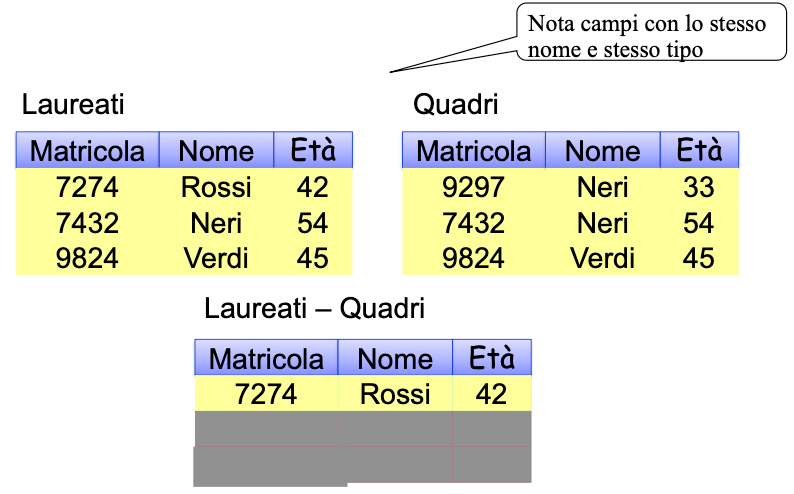 Nota campi con lo stesso
nome e stesso tipo
Laureati
Matricola Nome Età
7274 Rossi 42
7432 Neri 54
9824 Verdi 45
Quadri
Matricola Nome Età
9297 Neri 33
7432 Neri 54
9824 Verdi 45
Laureati – Quadri
Matricola Nome Età
7274 Rossi 42